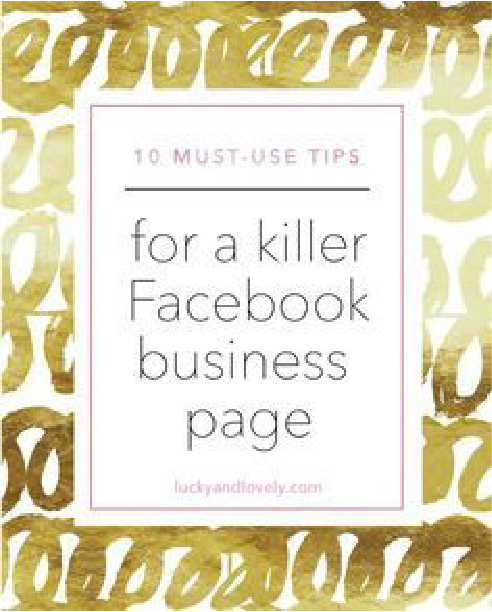 10 MUST-USE TIPS
for a killer
Facebook
business
page
luckyandlovely.com